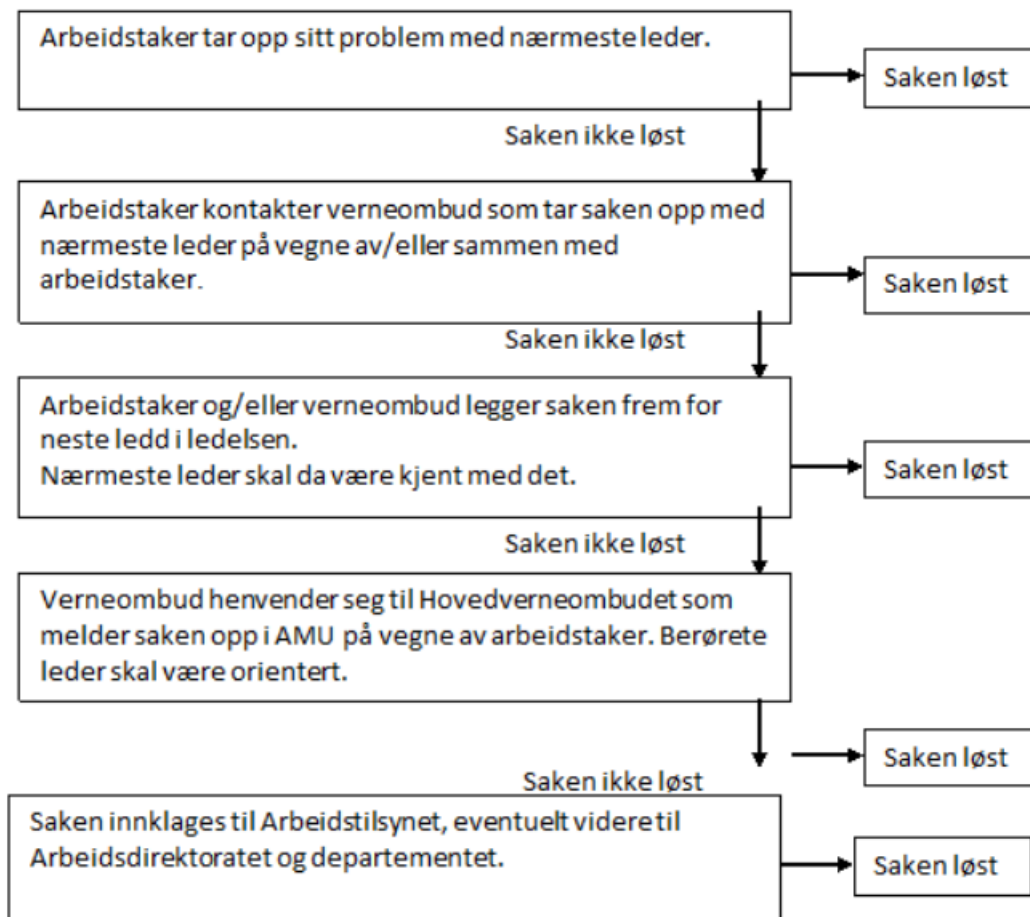 Arbeidstaker tar opp sitt problem med nærmeste leder.
Saken løst
Saken ikke løst
Arbeidstaker kontakter verneombud som tar saken opp med
nærmeste leder på vegne av/eller sammen med
arbeidstaker.
Saken løst
Saken ikke løst
Arbeidstaker og/eller verneombud legger saken frem for
neste ledd i ledelsen.
Nærmeste leder skal da være kjent med det.
Saken løst
Saken ikke løst
Verneombud henvender seg til Hovedverneombudet som
melder saken opp i AMU på vegne av arbeidstaker. Berørete
leder skal være orientert.
Saken løst
Saken ikke løst
Saken innklages til Arbeidstilsynet, eventuelt videre til
Arbeidsdirektoratet og departementet.
Saken løst